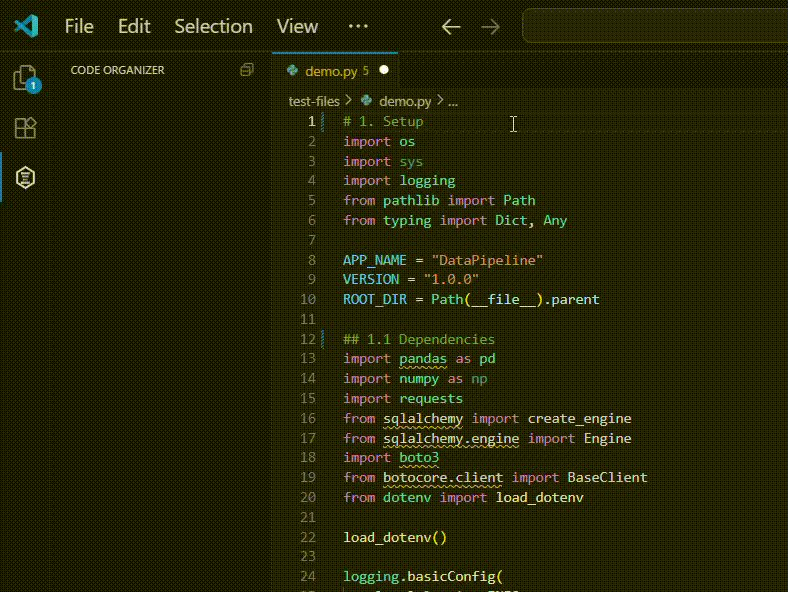 File Edit Selection View ...
CODE ORGANIZER
1
demo.py 5
test-files > demo.py > ...
1 # 1. Setup
2 import os
3 import sys
4 import logging
5 from pathlib import Path
6 from typing import Dict, Any
7
8 APP_NAME = "DataPipeline"
9 VERSION = "1.0.0"
10 ROOT_DIR = Path(__file__).parent
11
12 ## 1.1 Dependencies
13 import pandas as pd
14 import numpy as np
15 import requests
16 from sqlalchemy import create_engine
17 from sqlalchemy.engine import Engine
18 import boto3
19 from botocore.client import BaseClient
20 from dotenv import load_dotenv
21
22 load_dotenv()
23
24 logging.basicConfig(